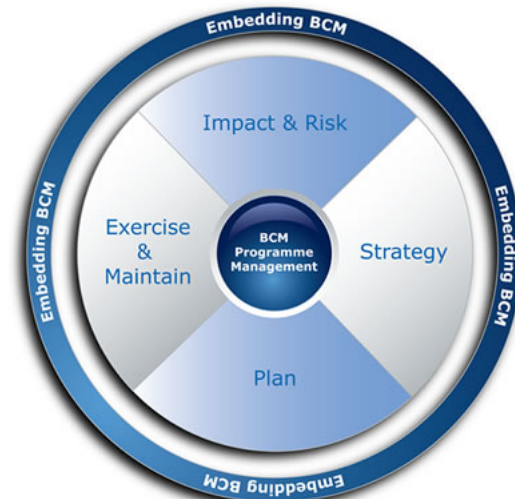 Embedding BCM
Impact & Risk
Embedding BCM
Exercise
&
Maintain
BCM
Programme
Management
Strategy
Embedding BCM
Plan
Embedding BCM